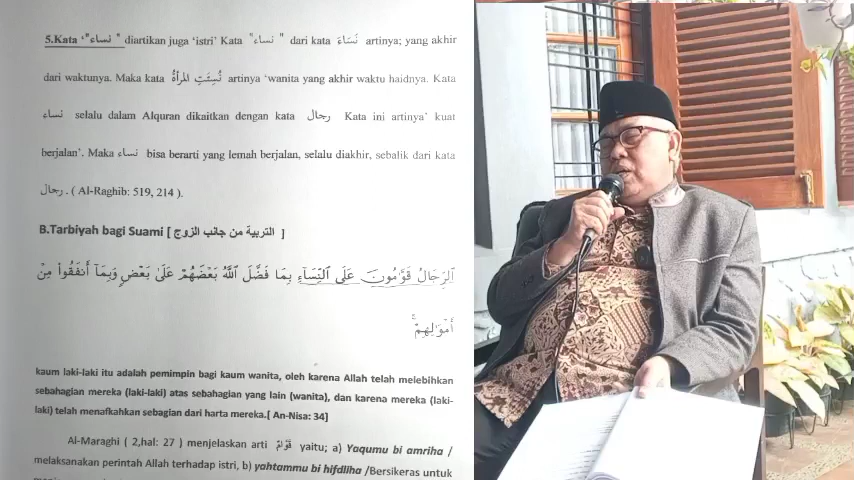 5.Kata "نساء" diartikan juga 'istri' Kata "نساء" dari kata نَسَاءَ artinya; yang akhir
dari waktunya. Maka kata نُسِئَتِ المَرْأَةُ artinya 'wanita yang akhir waktu haidnya. Kata
نساء selalu dalam Alquran dikaitkan dengan kata رجال Kata ini artinya' kuat
berjalan'. Maka نساء bisa berarti yang lemah berjalan, selalu diakhir, sebalik dari kata
رجال. ( Al-Raghib: 519, 214 ).
B.Tarbiyah bagi Suami [ التربية من جانب الزوج ]
ٱلرِّجَالُ قَوَّٰمُونَ عَلَى ٱلنِّسَآءِ بِمَا فَضَّلَ ٱللَّهُ بَعْضَهُمْ عَلَىٰ بَعْضٍ وَبِمَآ أَنفَقُوا۟ مِنْ
أَمْوَٰلِهِمْ ۚ
kaum laki-laki itu adalah pemimpin bagi kaum wanita, oleh karena Allah telah melebihkan
sebahagian mereka (laki-laki) atas sebahagian yang lain (wanita), dan karena mereka (laki-
laki) telah menafkahkan sebagian dari harta mereka.[ An-Nisa: 34]
Al-Maraghi ( 2,hal: 27 ) menjelaskan arti قَوَّامٌ yaitu; a) Yaqumu bi amriha /
melaksanakan perintah Allah terhadap istri, b) yahtammu bi hifdliha /Bersikeras untuk